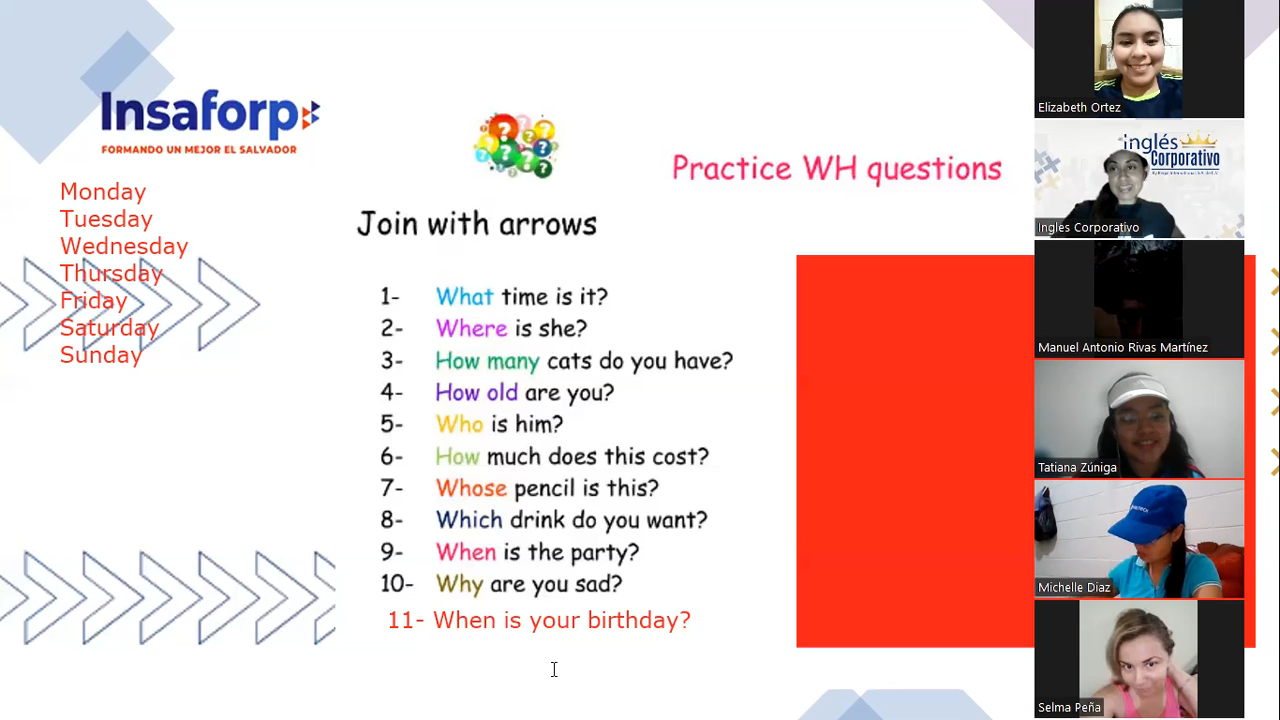 Insaforp
FORMANDO UN MEJOR EL SALVADOR
Practice WH questions
Monday
Tuesday
Wednesday
Thursday
Friday
Saturday
Sunday
Join with arrows
1- What time is it?
2- Where is she?
3- How many cats do you have?
4- How old are you?
5- Who is him?
6- How much does this cost?
7- Whose pencil is this?
8- Which drink do you want?
9- When is the party?
10- Why are you sad?
11- When is your birthday?
Elizabeth Ortez
inglés
Corporativo
Ingles Corporativo
Manuel Antonio Rivas Martínez
Tatiana Zúniga
Michelle Diaz
Selma Peña